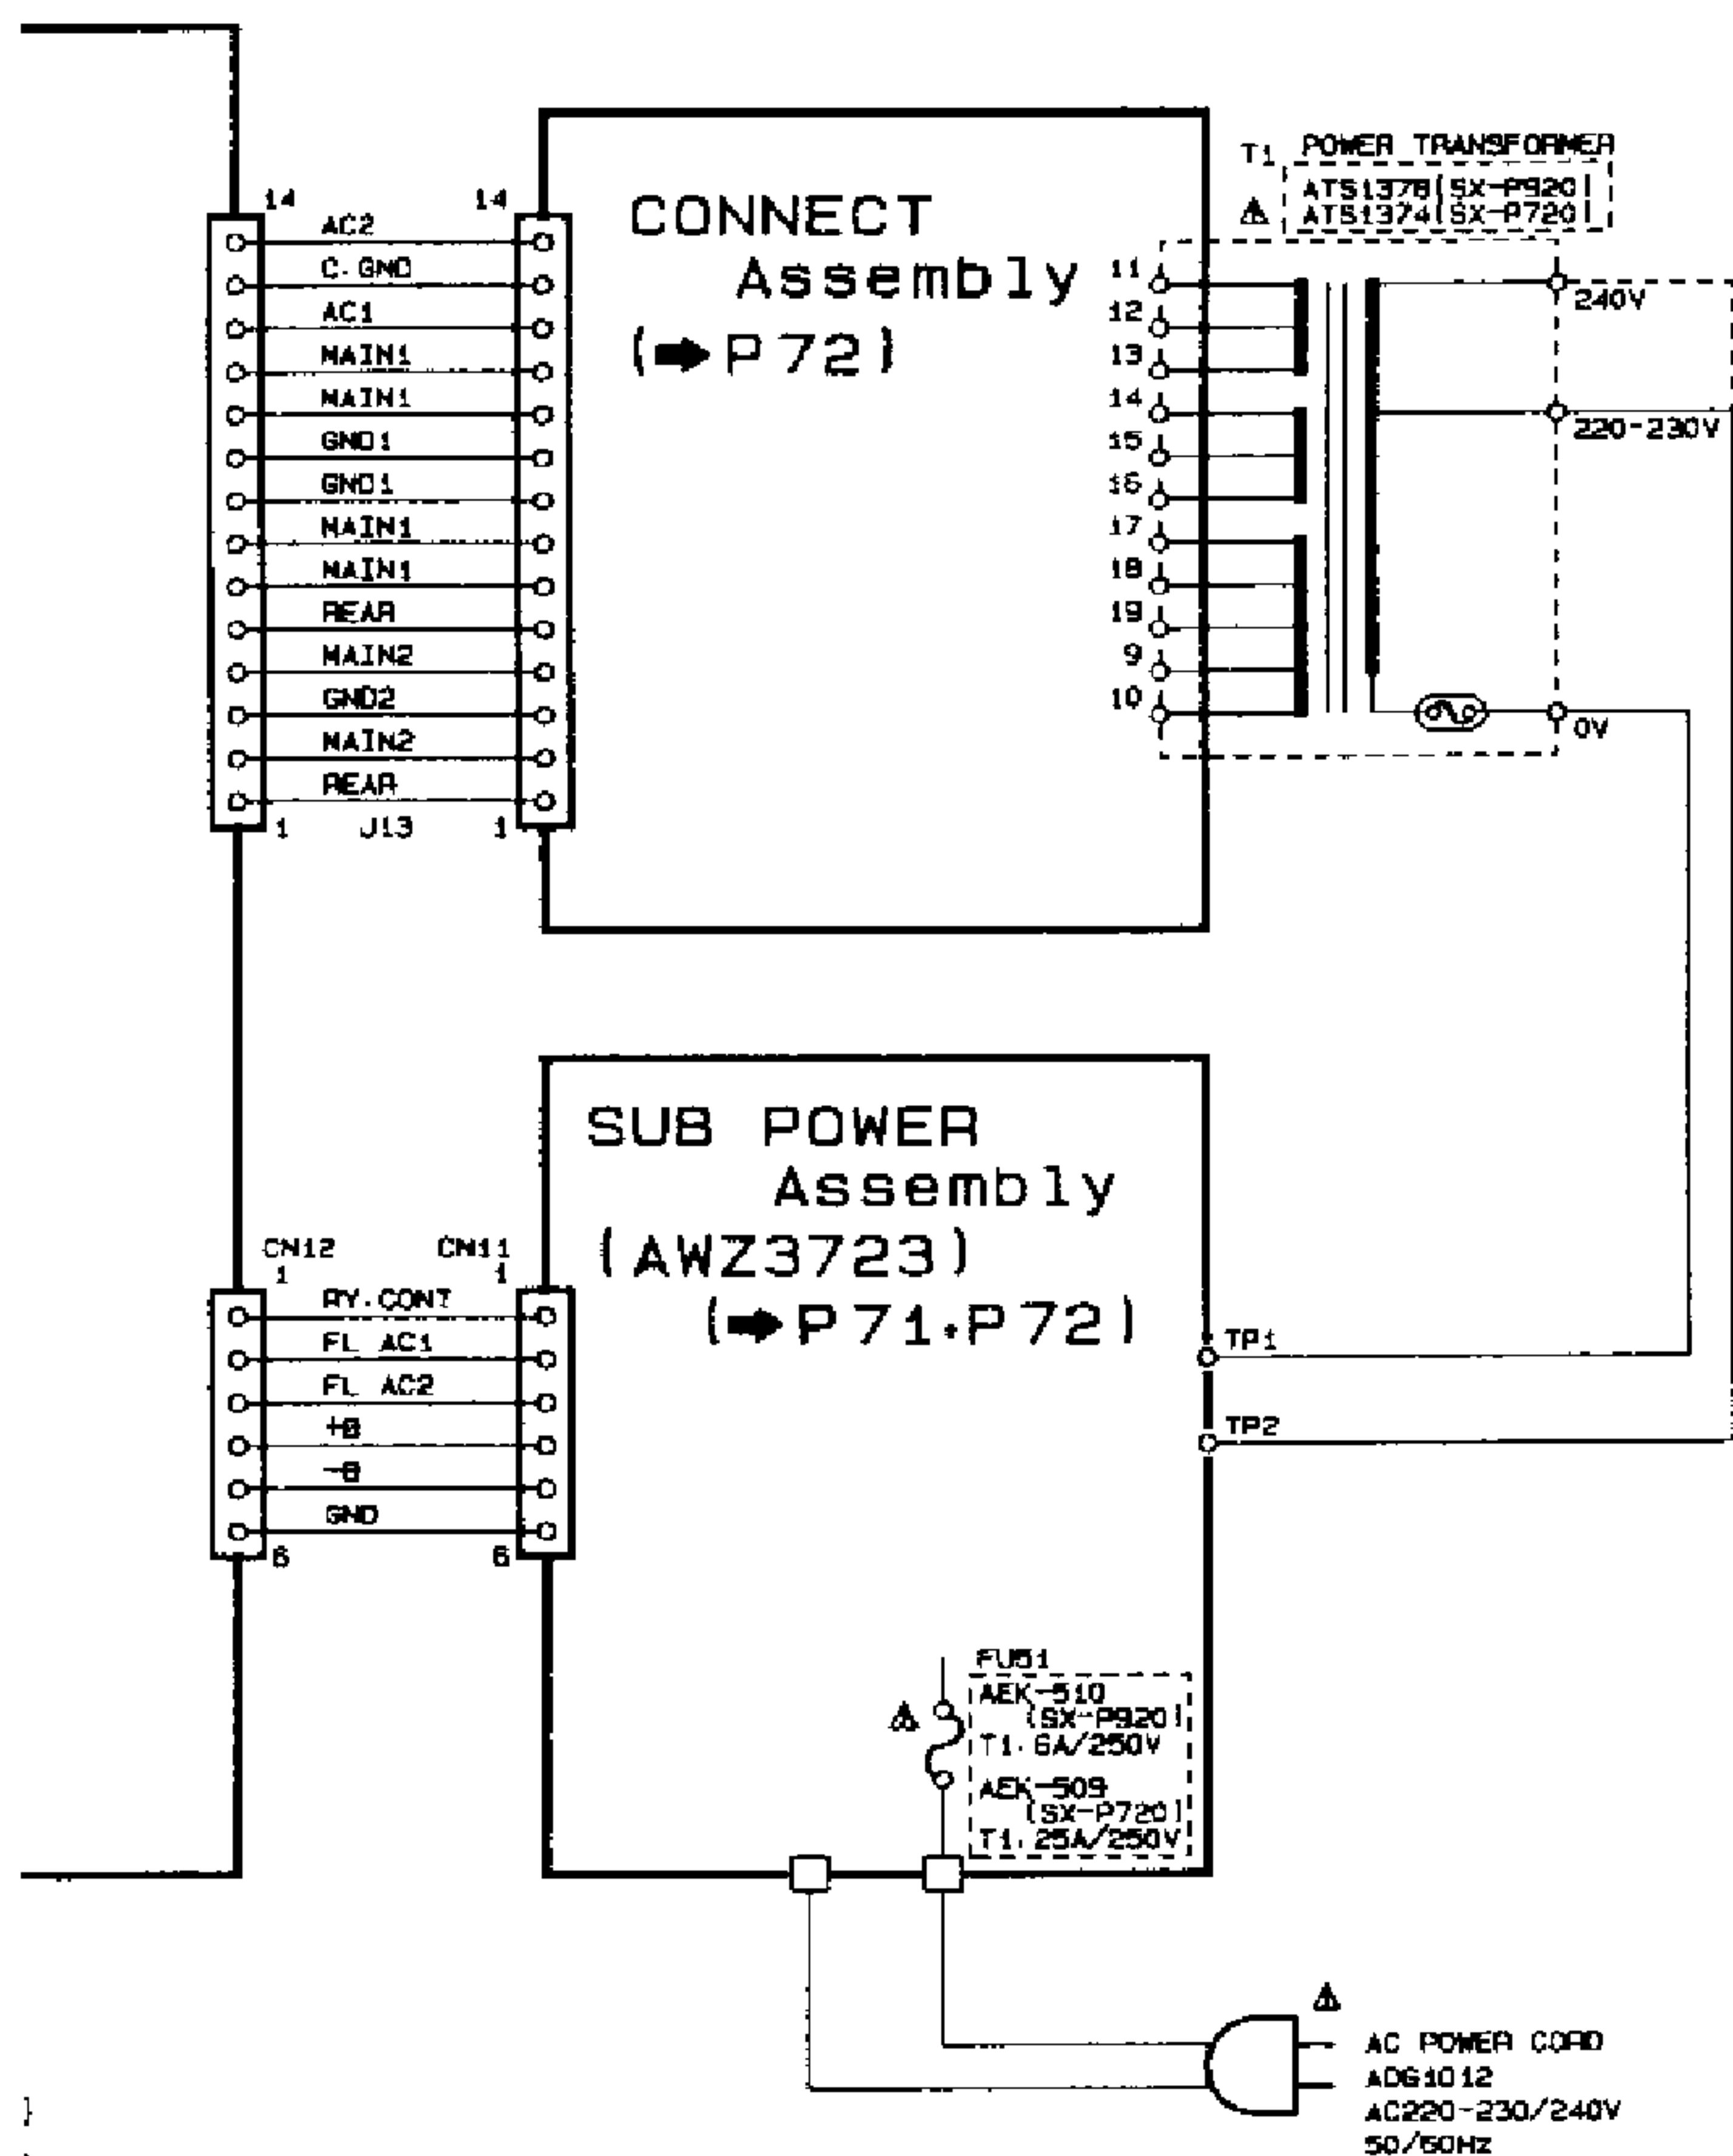 T1 POWER TRANSFORMER
ATS1378(SX-P920)
ATS1374(SX-P720)
14
14
CONNECT
Assembly
(➡P72)
AC2
C.GND
AC1
MAIN1
MAIN1
GND1
GND1
MAIN1
MAIN1
REAR
MAIN2
GND2
MAIN2
REAR
1
J13
1
11
12
13
14
15
16
17
18
19
9
10
240V
220-230V
0V
SUB POWER
Assembly
(AWZ3723)
(➡P71·P72)
CN12
1
CN11
1
RY.CONT
FL AC1
FL AC2
+B
-B
GND
6
6
TP1
TP2
FU51
AEK-510
(SX-P920)
T1.6A/250V
AEK-509
(SX-P720)
T1.25A/250V
AC POWER CORD
ADG1012
AC220-230/240V
50/60Hz